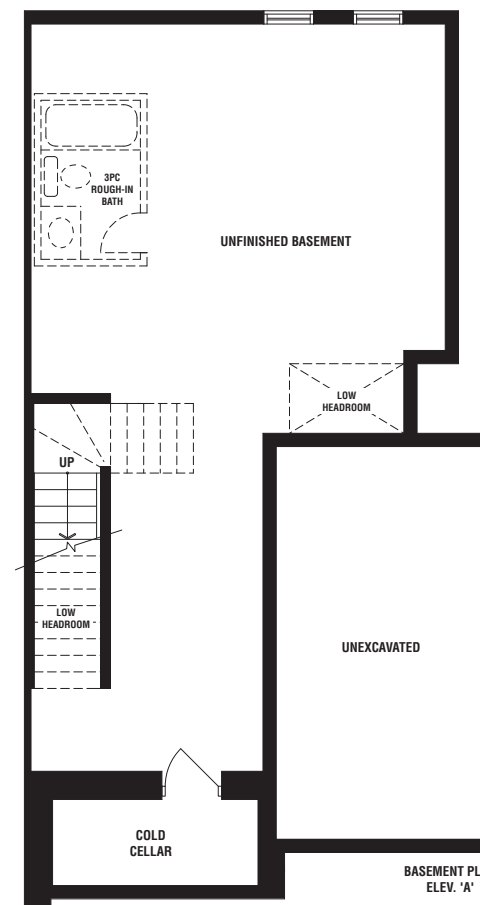 3PC
ROUGH-IN
BATH
UNFINISHED BASEMENT
LOW
HEADROOM
UP
LOW
HEADROOM
UNEXCAVATED
COLD
CELLAR
BASEMENT PL
ELEV. 'A'